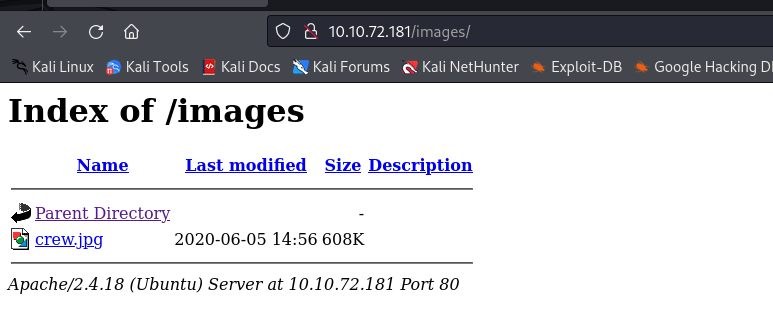 10.10.72.181/images/
Kali Linux Kali Tools Kali Docs Kali Forums Kali NetHunter Exploit-DB Google Hacking
Index of /images
Name Last modified Size Description
Parent Directory -
crew.jpg 2020-06-05 14:56 608K
Apache/2.4.18 (Ubuntu) Server at 10.10.72.181 Port 80